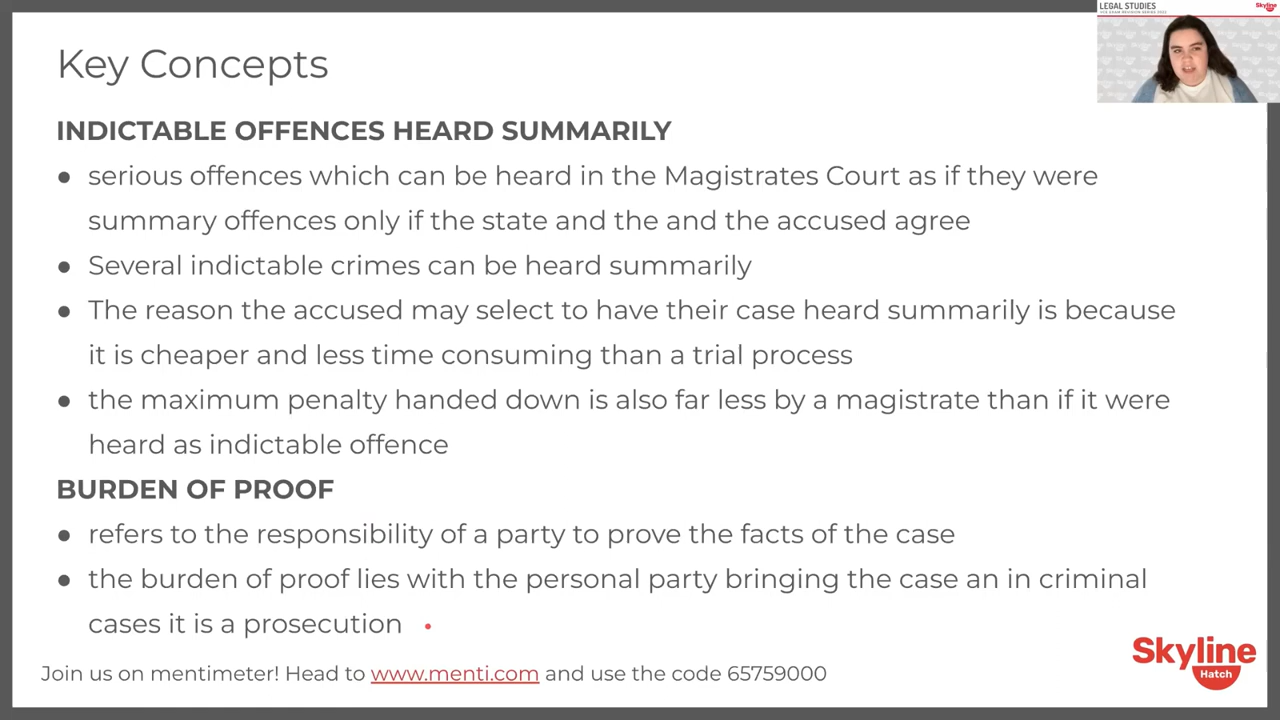 Key Concepts
LEGAL STUDIES
VCE EXAM REVISION SERIES 2022
Skyline
INDICTABLE OFFENCES HEARD SUMMARILY
● serious offences which can be heard in the Magistrates Court as if they were
summary offences only if the state and the and the accused agree
● Several indictable crimes can be heard summarily
● The reason the accused may select to have their case heard summarily is because
it is cheaper and less time consuming than a trial process
● the maximum penalty handed down is also far less by a magistrate than if it were
heard as indictable offence
BURDEN OF PROOF
● refers to the responsibility of a party to prove the facts of the case
● the burden of proof lies with the personal party bringing the case an in criminal
cases it is a prosecution
Join us on mentimeter! Head to www.menti.com and use the code 65759000
Skyline
Hatch